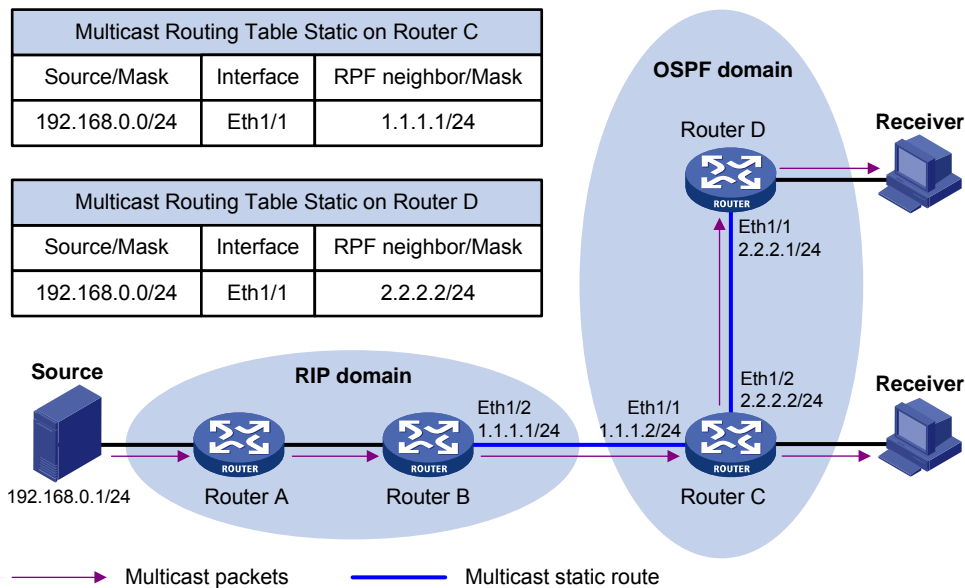 Multicast Routing Table Static on Router C
Source/Mask Interface RPF neighbor/Mask
192.168.0.0/24 Eth1/1 1.1.1.1/24
Multicast Routing Table Static on Router D
Source/Mask Interface RPF neighbor/Mask
192.168.0.0/24 Eth1/1 2.2.2.2/24
OSPF domain
Router D
ROUTER
Receiver
Eth1/1
2.2.2.1/24
Source
192.168.0.1/24
RIP domain
ROUTER
Router A
ROUTER
Router B
Eth1/2
1.1.1.1/24
Eth1/1
1.1.1.2/24
Eth1/2
2.2.2.2/24
ROUTER
Router C
Receiver
Multicast packets
Multicast static route